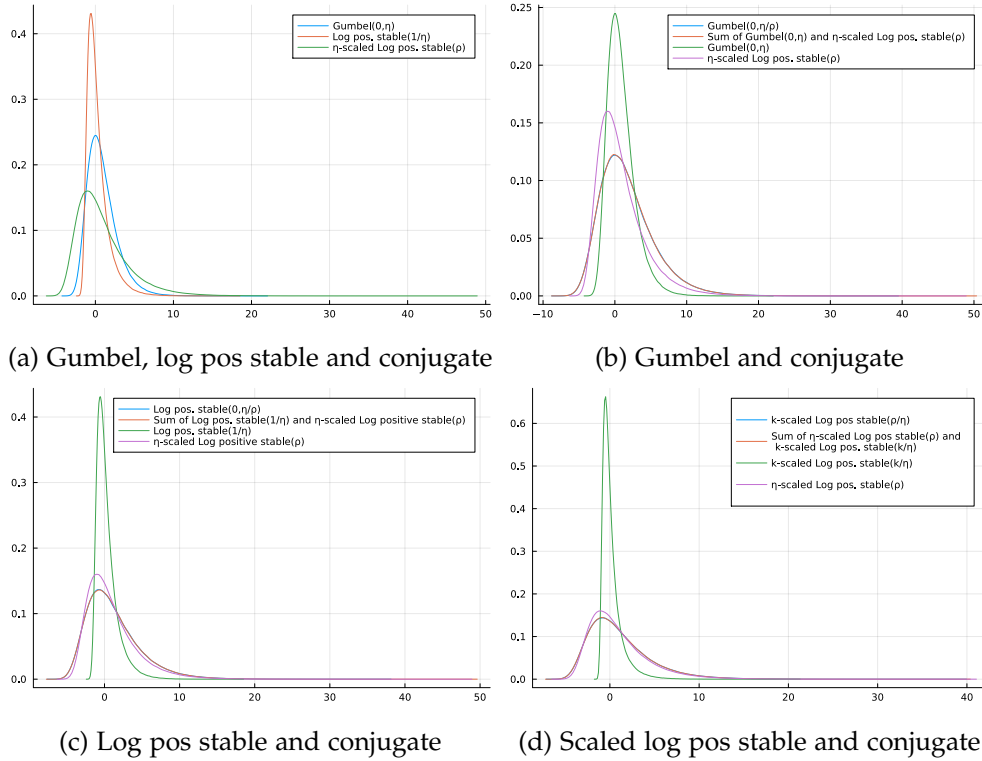 Gumbel(0,η)
Log pos. stable(1/η)
η-scaled Log pos. stable(ρ)
0.4
0.3
0.2
0.1
0.0
0
10
20
30
40
50
(a) Gumbel, log pos stable and conjugate
Gumbel(0,η/ρ)
Sum of Gumbel(0,η) and η-scaled Log pos. stable(ρ)
Gumbel(0,η)
η-scaled Log pos. stable(ρ)
0.25
0.20
0.15
0.10
0.05
0.00
−10
0
10
20
30
40
50
(b) Gumbel and conjugate
Log pos. stable(0,η/ρ)
Sum of Log pos. stable(1/η) and η-scaled Log positive stable(ρ)
Log pos. stable(1/η)
η-scaled Log positive stable(ρ)
0.4
0.3
0.2
0.1
0.0
0
10
20
30
40
50
(c) Log pos stable and conjugate
k-scaled Log pos stable(ρ/η)
Sum of η-scaled Log pos stable(ρ) and
k-scaled Log pos. stable(k/η)
k-scaled Log pos. stable(k/η)
η-scaled Log pos. stable(ρ)
0.6
0.5
0.4
0.3
0.2
0.1
0.0
0
10
20
30
40
(d) Scaled log pos stable and conjugate